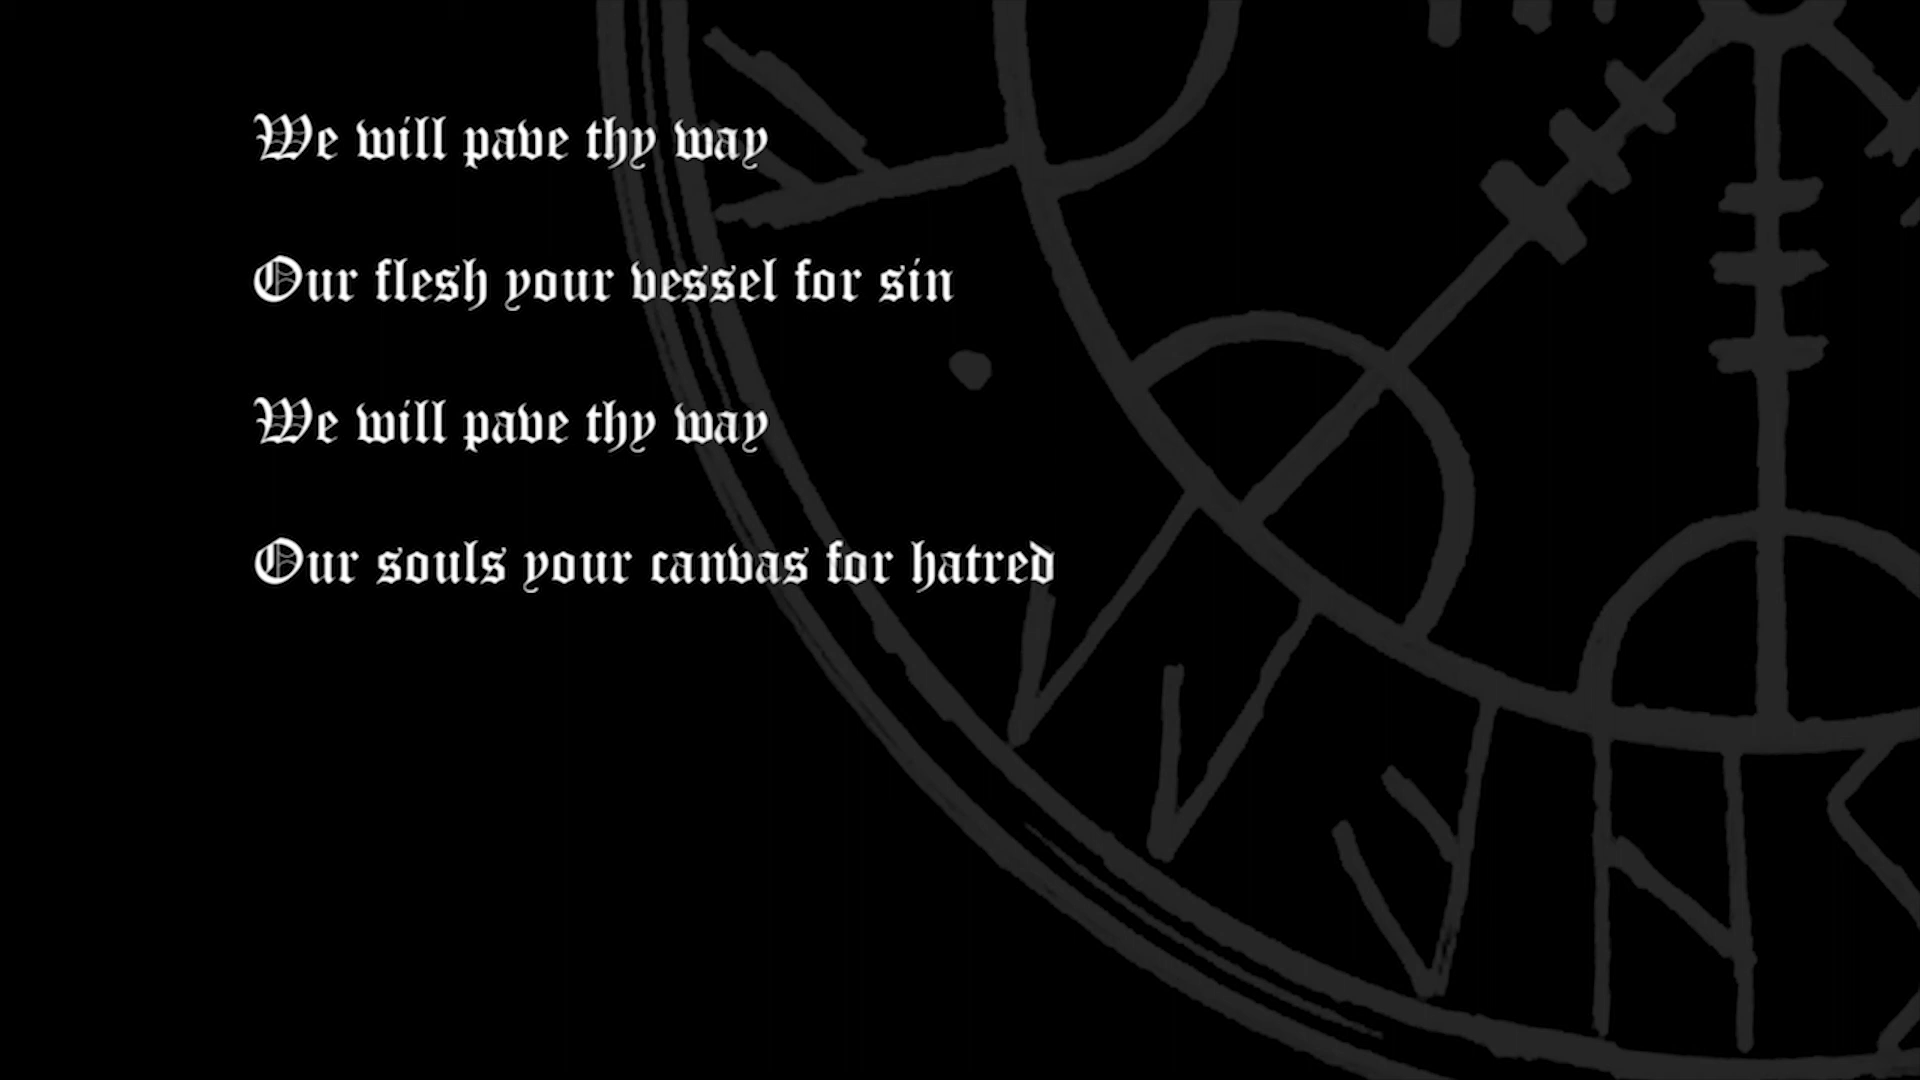 We will pave thy way
Our flesh your vessel for sin
We will pave thy way
Our souls your canvas for hatred